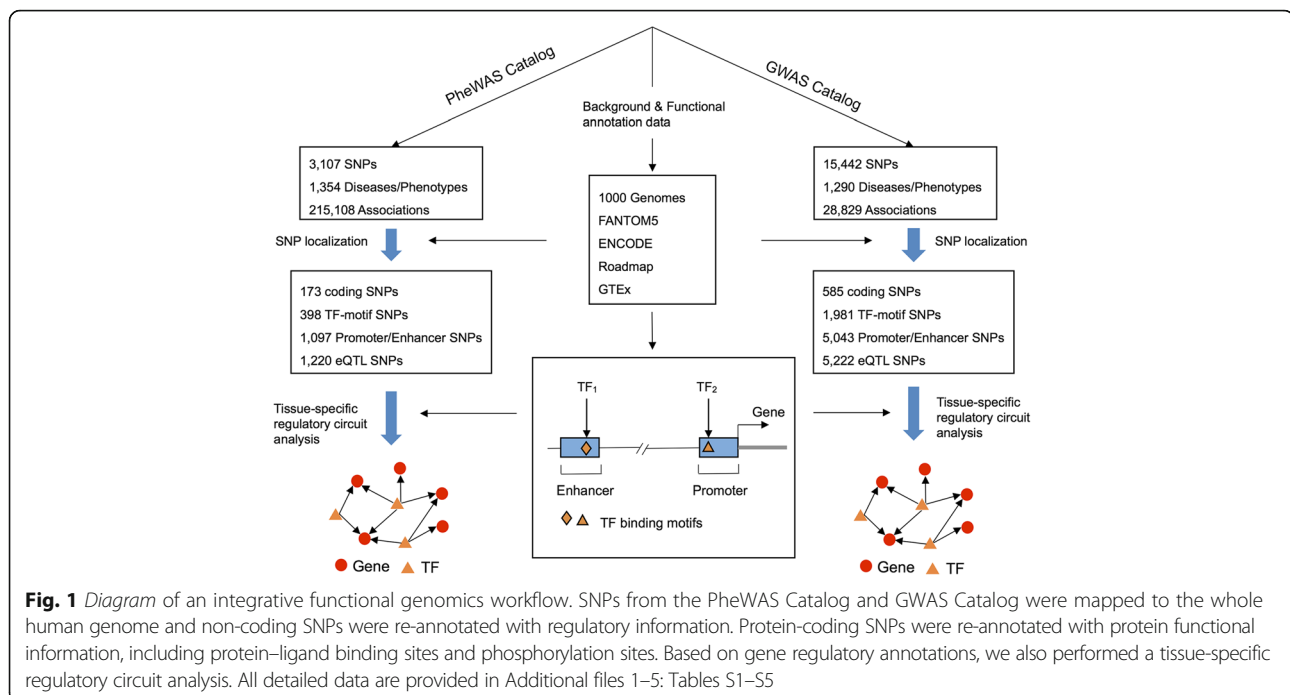 PheWAS Catalog
GWAS Catalog
Background & Functional
annotation data
3,107 SNPs
1,354 Diseases/Phenotypes
215,108 Associations
1000 Genomes
FANTOM5
ENCODE
Roadmap
GTEx
15,442 SNPs
1,290 Diseases/Phenotypes
28,829 Associations
SNP localization
SNP localization
173 coding SNPs
398 TF-motif SNPs
1,097 Promoter/Enhancer SNPs
1,220 eQTL SNPs
585 coding SNPs
1,981 TF-motif SNPs
5,043 Promoter/Enhancer SNPs
5,222 eQTL SNPs
Tissue-specific
regulatory circuit
analysis
TF₁
TF₂
Gene
Enhancer
Promoter
TF binding motifs
Tissue-specific
regulatory circuit
analysis
Gene TF
Gene TF
Fig. 1 Diagram of an integrative functional genomics workflow. SNPs from the PheWAS Catalog and GWAS Catalog were mapped to the whole
human genome and non-coding SNPs were re-annotated with regulatory information. Protein-coding SNPs were re-annotated with protein functional
information, including protein–ligand binding sites and phosphorylation sites. Based on gene regulatory annotations, we also performed a tissue-specific
regulatory circuit analysis. All detailed data are provided in Additional files 1–5: Tables S1–S5